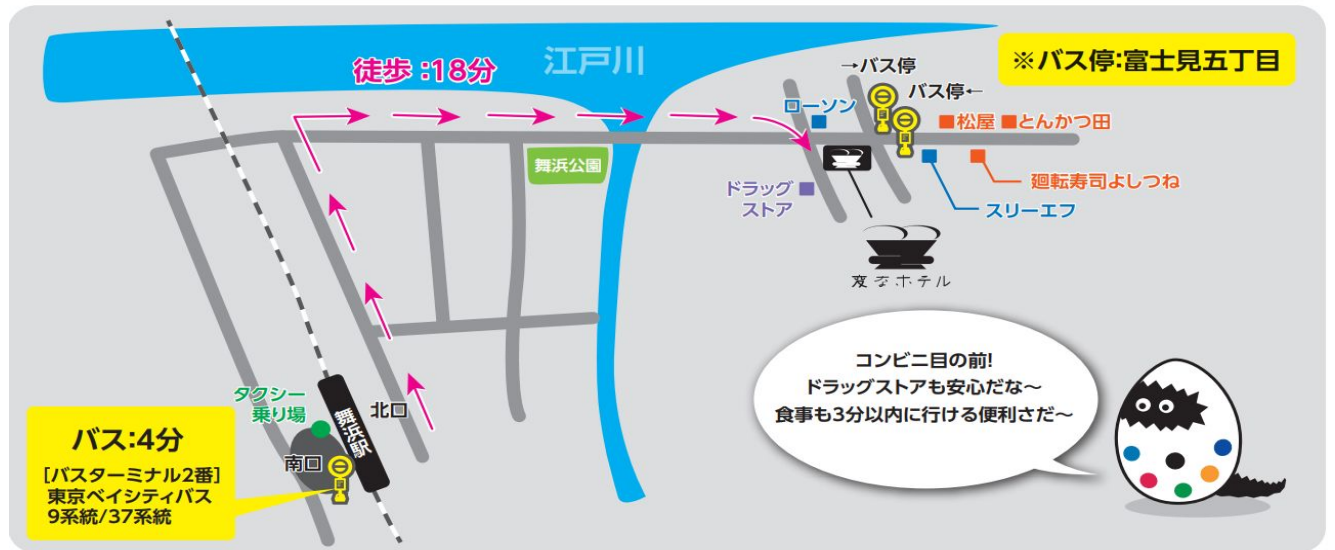 江戸川
徒歩 :18分
※バス停:富士見五丁目
→バス停
バス停←
ローソン
■松屋 ■とんかつ田
舞浜公園
廻転寿司よしつね
ドラッグ
ストア
スリーエフ
変なホテル
コンビニ目の前!
ドラッグストアも安心だな〜
食事も3分以内に行ける便利さだ〜
タクシー
乗り場
北口
舞浜駅
南口
バス:4分
[バスターミナル2番]
東京ベイシティバス
9系統/37系統